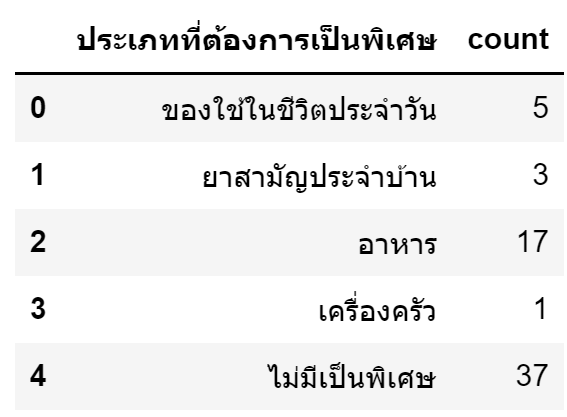 ประเภทที่ต้องการเป็นพิเศษ count
0 ของใช้ในชีวิตประจำวัน 5
1 ยาสามัญประจำบ้าน 3
2 อาหาร 17
3 เครื่องครัว 1
4 ไม่มีเป็นพิเศษ 37